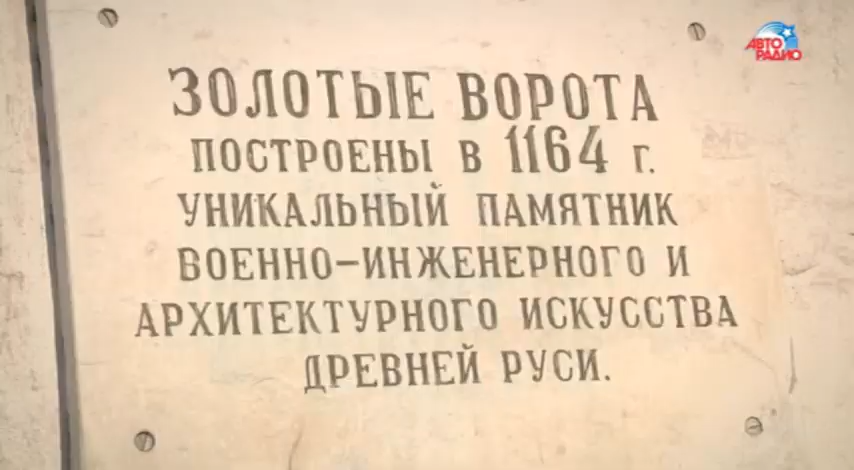 АВТО
РАДИО
ЗОЛОТЫЕ ВОРОТА
ПОСТРОЕНЫ В 1164 г.
УНИКАЛЬНЫЙ ПАМЯТНИК
ВОЕННО-ИНЖЕНЕРНОГО И
АРХИТЕКТУРНОГО ИСКУССТВА
ДРЕВНЕЙ РУСИ.